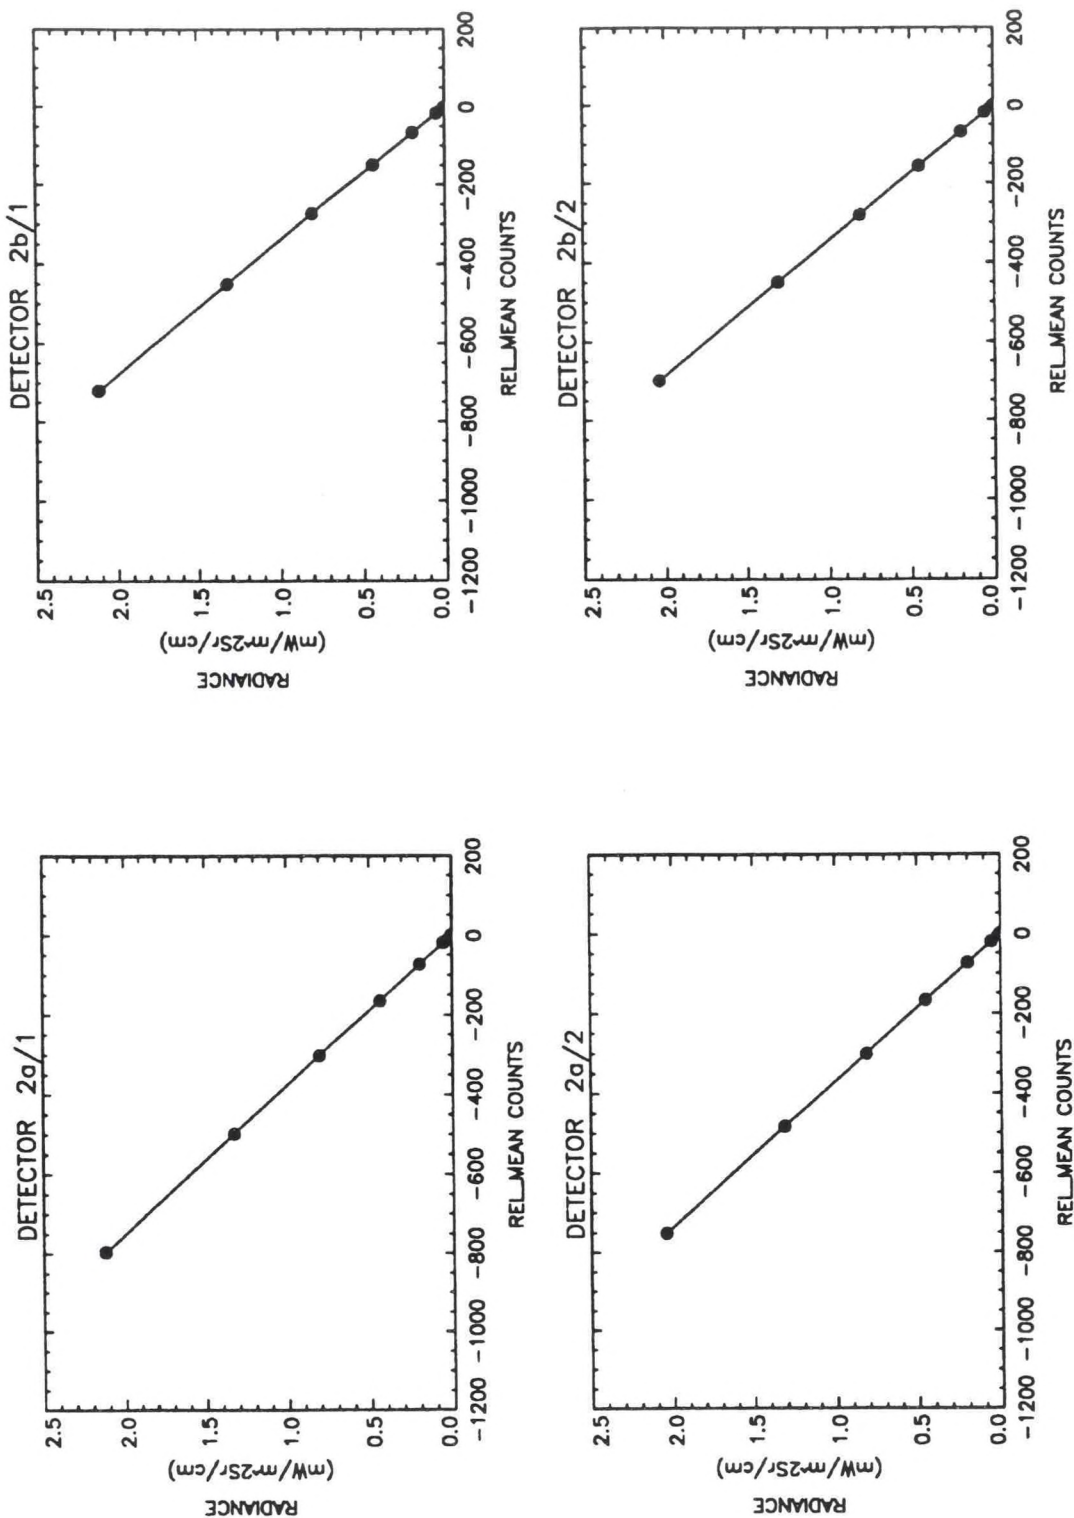 DETECTOR 2a/1
RADIANCE
(mW/m^2Sr/cm)
2.5
2.0
1.5
1.0
0.5
0.0
-1200 -1000 -800 -600 -400 -200 0 200
REL_MEAN COUNTS
DETECTOR 2b/1
RADIANCE
(mW/m^2Sr/cm)
2.5
2.0
1.5
1.0
0.5
0.0
-1200 -1000 -800 -600 -400 -200 0 200
REL_MEAN COUNTS
DETECTOR 2a/2
RADIANCE
(mW/m^2Sr/cm)
2.5
2.0
1.5
1.0
0.5
0.0
-1200 -1000 -800 -600 -400 -200 0 200
REL_MEAN COUNTS
DETECTOR 2b/2
RADIANCE
(mW/m^2Sr/cm)
2.5
2.0
1.5
1.0
0.5
0.0
-1200 -1000 -800 -600 -400 -200 0 200
REL_MEAN COUNTS